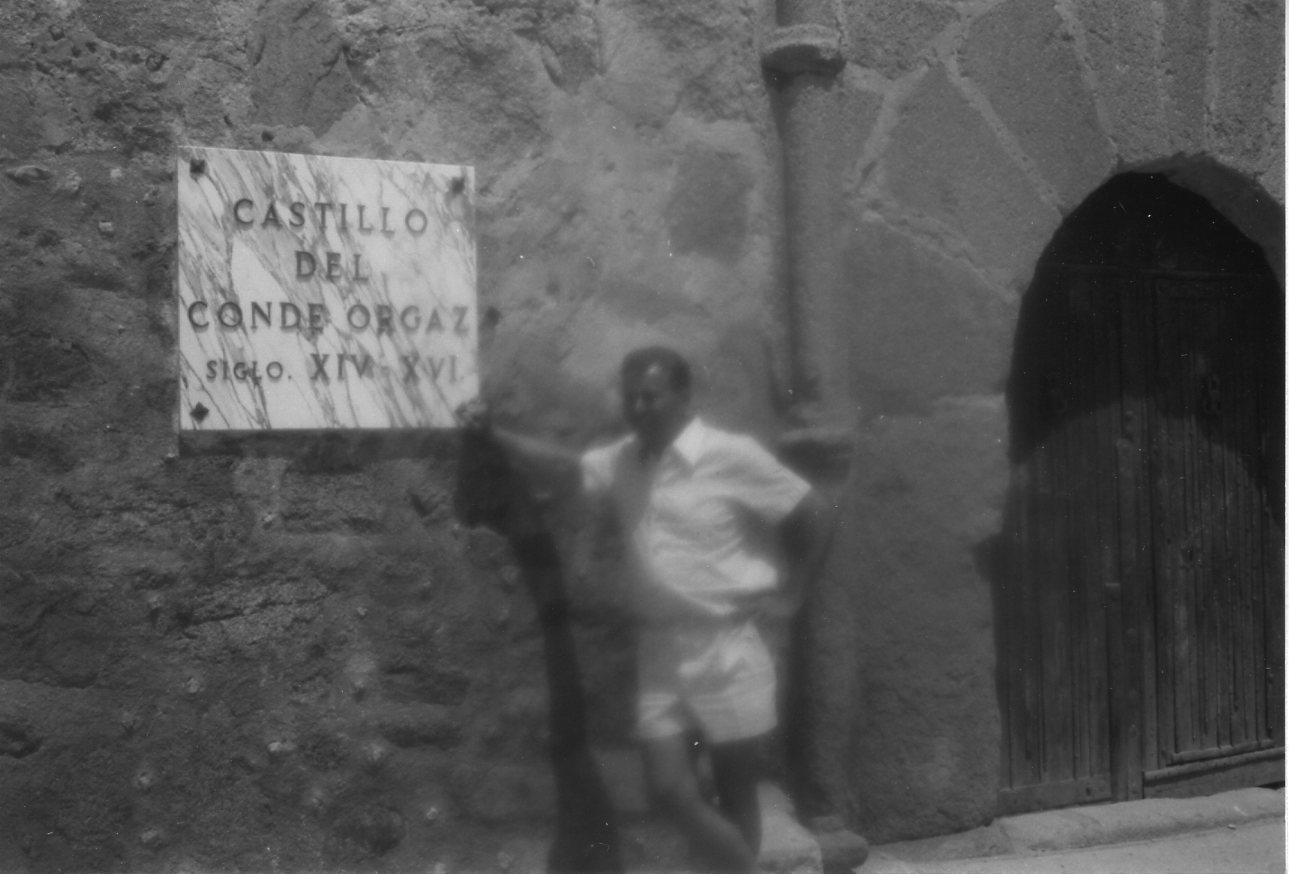 CASTILLO
DEL
CONDE ORGAZ
SIGLO. XIV-XVI